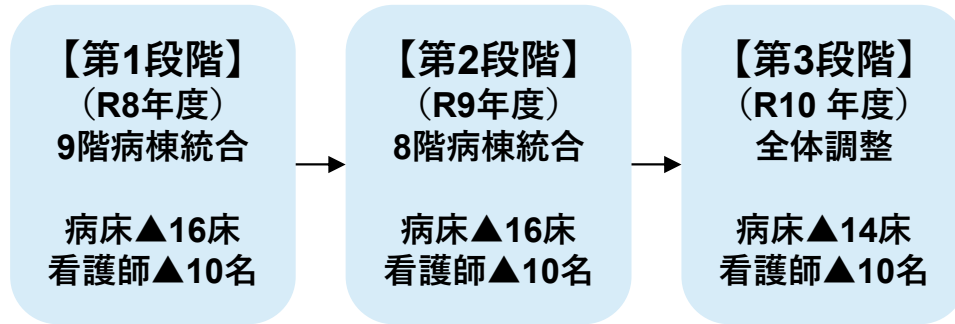 【第1段階】
（R8年度）
9階病棟統合
病床▲16床
看護師▲10名
【第2段階】
（R9年度）
8階病棟統合
病床▲16床
看護師▲10名
【第3段階】
（R10 年度）
全体調整
病床▲14床
看護師▲10名